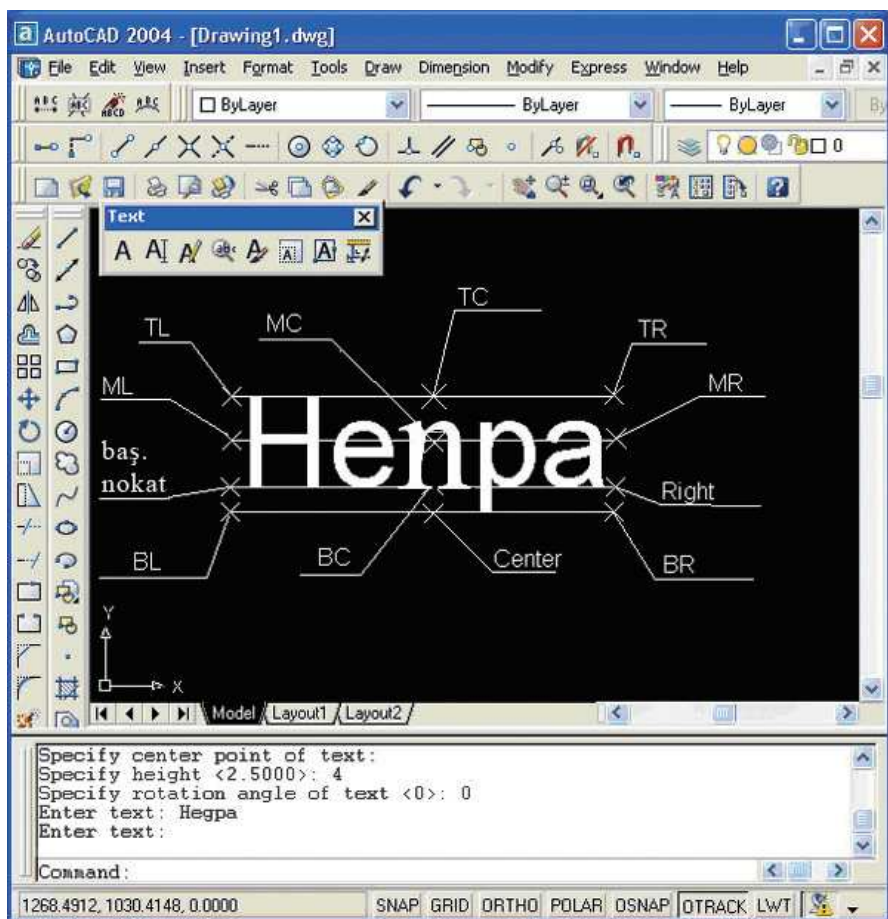 AutoCAD 2004 - [Drawing1.dwg]
File Edit View Insert Format Tools Draw Dimension Modify Express Window Help
ByLayer ByLayer ByLayer
0
Text
TC
TL MC TR
ML MR
Henpa
baş.
nokat
Right
BL BC Center BR
Y
X
Model Layout1 Layout2
Specify center point of text:
Specify height <2.5000>: 4
Specify rotation angle of text <0>: 0
Enter text: Hegpa
Enter text:
Command:
1268.4912, 1030.4148, 0.0000 SNAP GRID ORTHO POLAR OSNAP OTRACK LWT